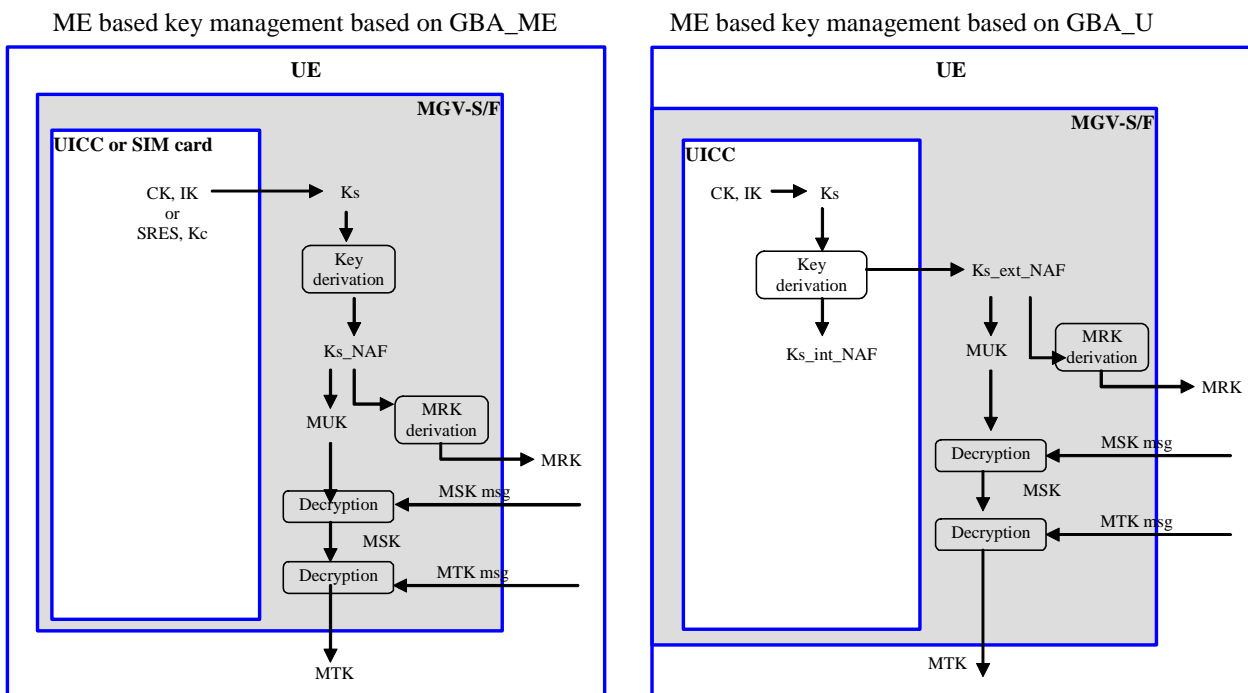 ME based key management based on GBA_ME
UE
MGV-S/F
UICC or SIM card
CK, IK
or
SRES, Kc
Ks
Key
derivation
Ks_NAF
MUK
MRK
derivation
MRK
Decryption
MSK msg
MSK
Decryption
MTK msg
MTK
ME based key management based on GBA_U
UE
MGV-S/F
UICC
CK, IK
Ks
Key
derivation
Ks_ext_NAF
Ks_int_NAF
MUK
MRK
derivation
MRK
Decryption
MSK msg
MSK
Decryption
MTK msg
MTK